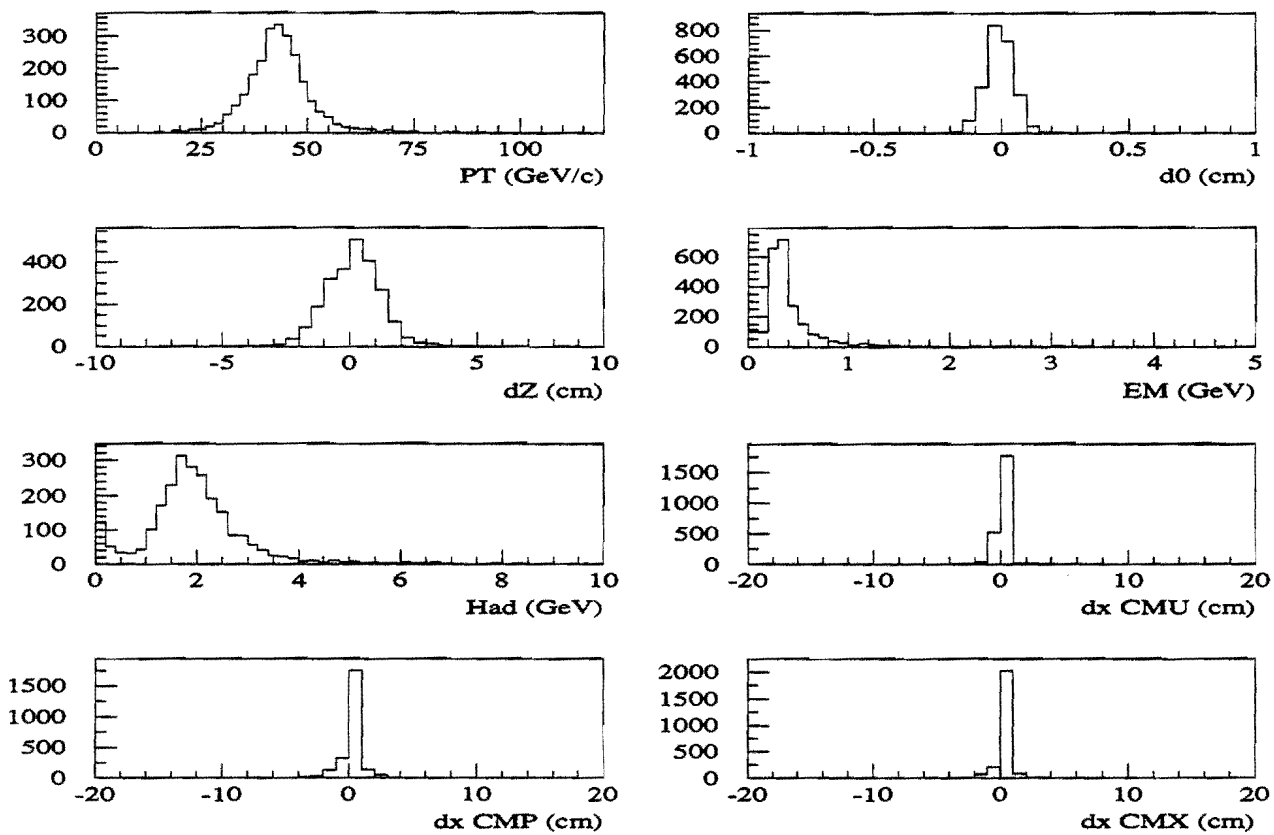 300
200
100
0
0 25 50 75 100
PT (GeV/c)
800
600
400
200
0
-1 -0.5 0 0.5 1
d0 (cm)
400
200
0
-10 -5 0 5 10
dZ (cm)
600
400
200
0
0 1 2 3 4 5
EM (GeV)
300
200
100
0
0 2 4 6 8 10
Had (GeV)
1500
1000
500
0
-20 -10 0 10 20
dx CMU (cm)
1500
1000
500
0
-20 -10 0 10 20
dx CMP (cm)
2000
1500
1000
500
0
-20 -10 0 10 20
dx CMX (cm)